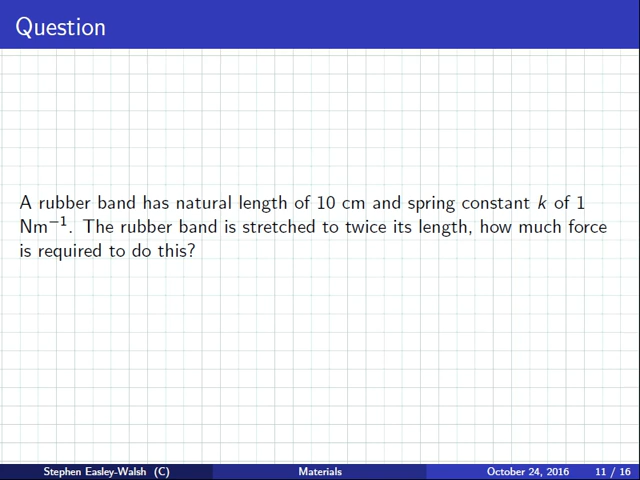 Question
A rubber band has natural length of 10 cm and spring constant k of 1
Nm⁻¹. The rubber band is stretched to twice its length, how much force
is required to do this?
Stephen Easley-Walsh (C) Materials October 24, 2016 11 / 16